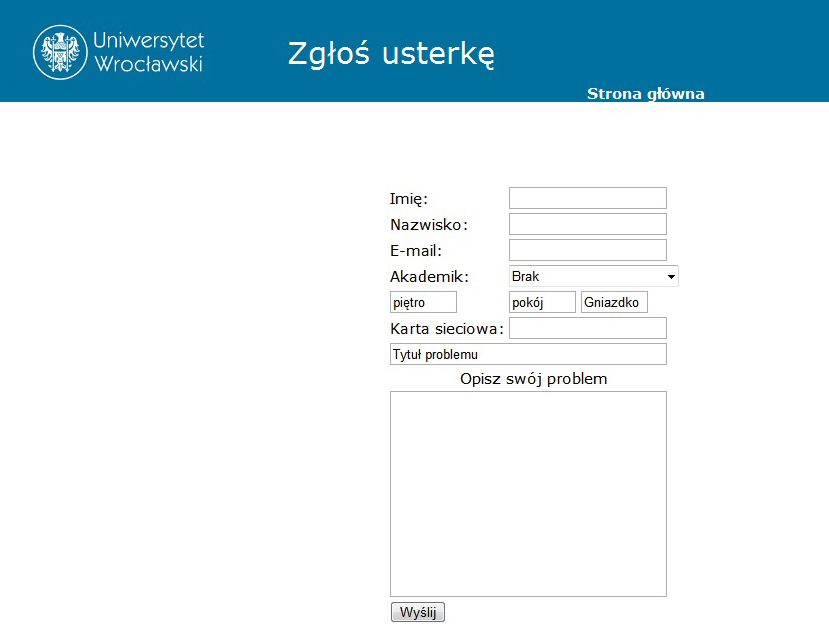 Uniwersytet
Wrocławski
Zgłoś usterkę
Strona główna
Imię:
Nazwisko:
E-mail:
Akademik: Brak
piętro pokój Gniazdko
Karta sieciowa:
Tytuł problemu
Opisz swój problem
Wyślij